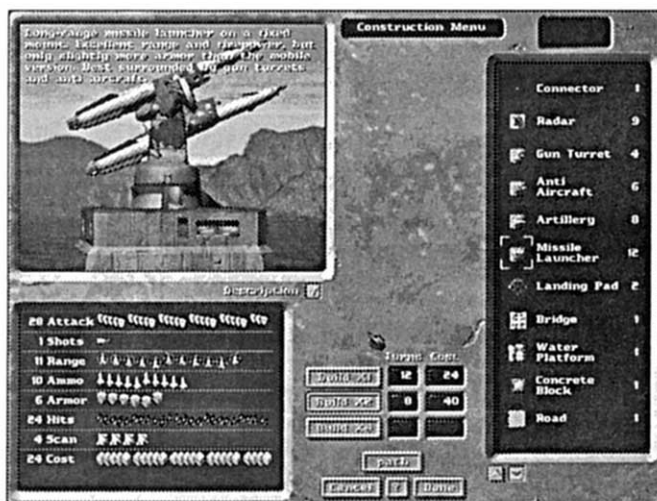 Long-range missile launcher on a fixed
mount. Excellent range and firepower, but
only slightly more armor than the mobile
version. Best surrounded by gun turrets
and anti aircraft.
Construction Menu
Description
Connector 1
Radar 9
Gun Turret 4
Anti
Aircraft 6
Artillery 8
Missile
Launcher 12
Landing Pad 2
Bridge 1
Water
Platform 1
Concrete
Block 1
Road 1
28 Attack
1 Shots
11 Range
10 Ammo
6 Armor
24 Hits
4 Scan
24 Cost
Turns Cost
Build X1 12 24
Build X2 8 40
Build X4
Path
Cancel ? Done